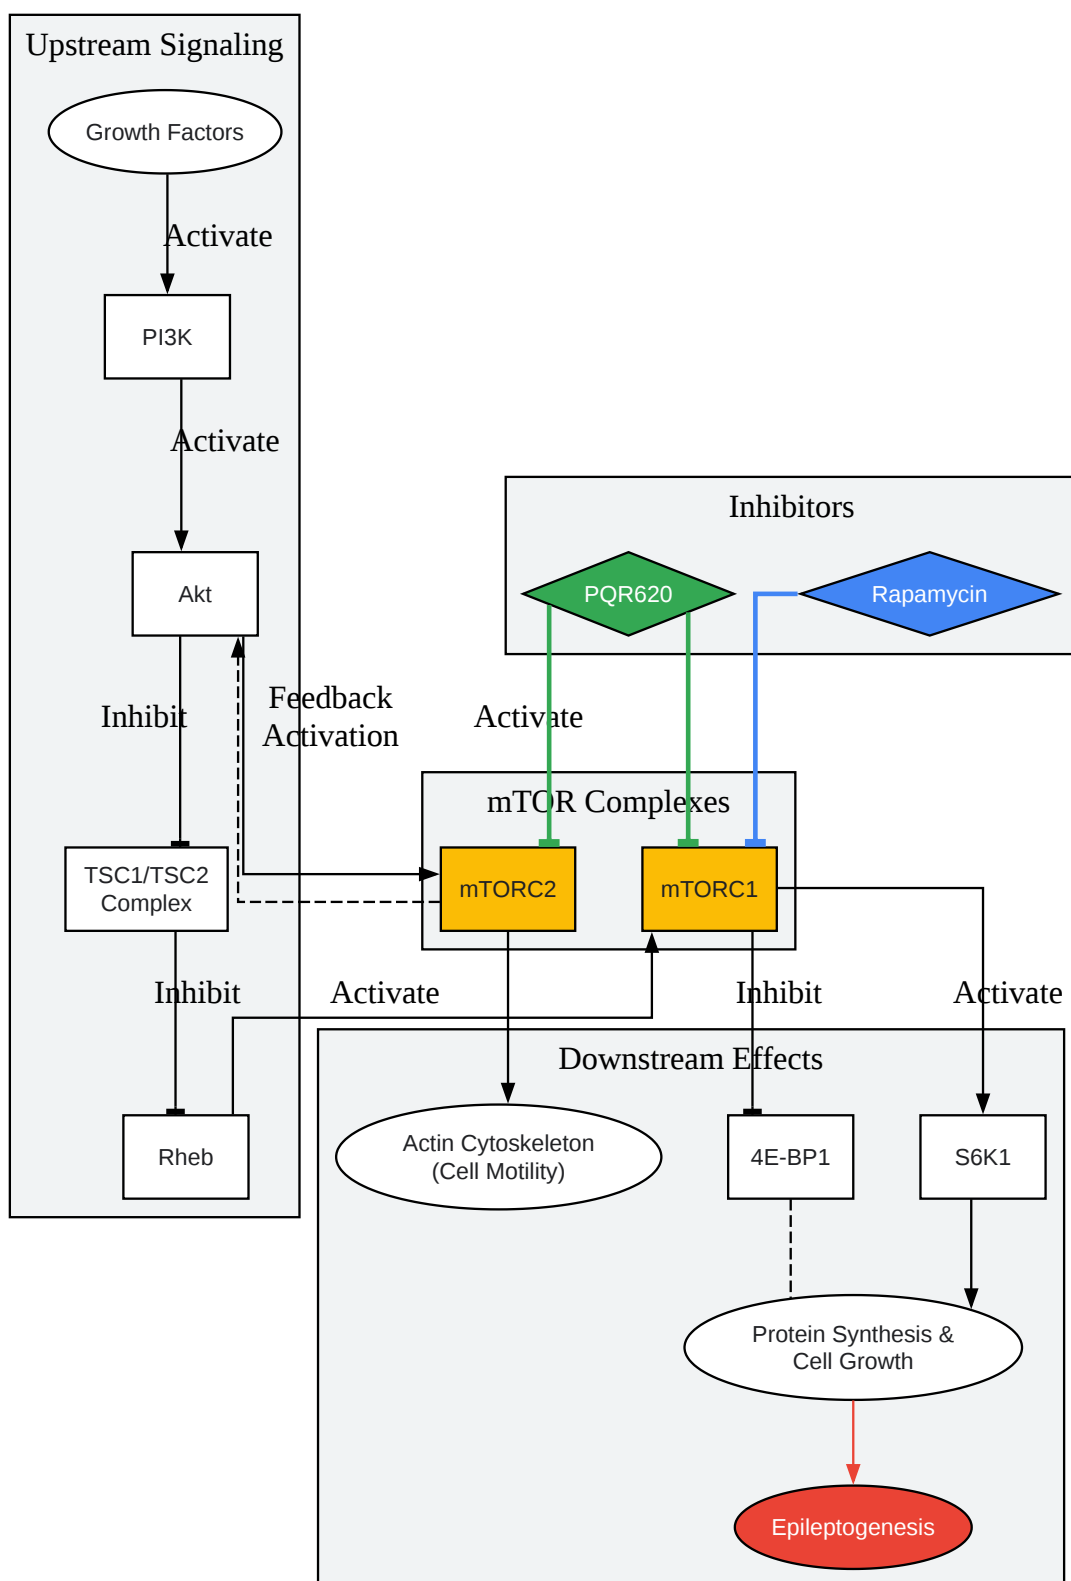 Upstream Signaling
Growth Factors
Activate
PI3K
Activate
Akt
Inhibit
Feedback
Activation
TSC1/TSC2
Complex
Inhibit
Rheb
Inhibitors
PQR620
Rapamycin
Activate
mTOR Complexes
mTORC2
mTORC1
Activate
Inhibit
Activate
Downstream Effects
Actin Cytoskeleton
(Cell Motility)
4E-BP1
S6K1
Protein Synthesis &
Cell Growth
Epileptogenesis